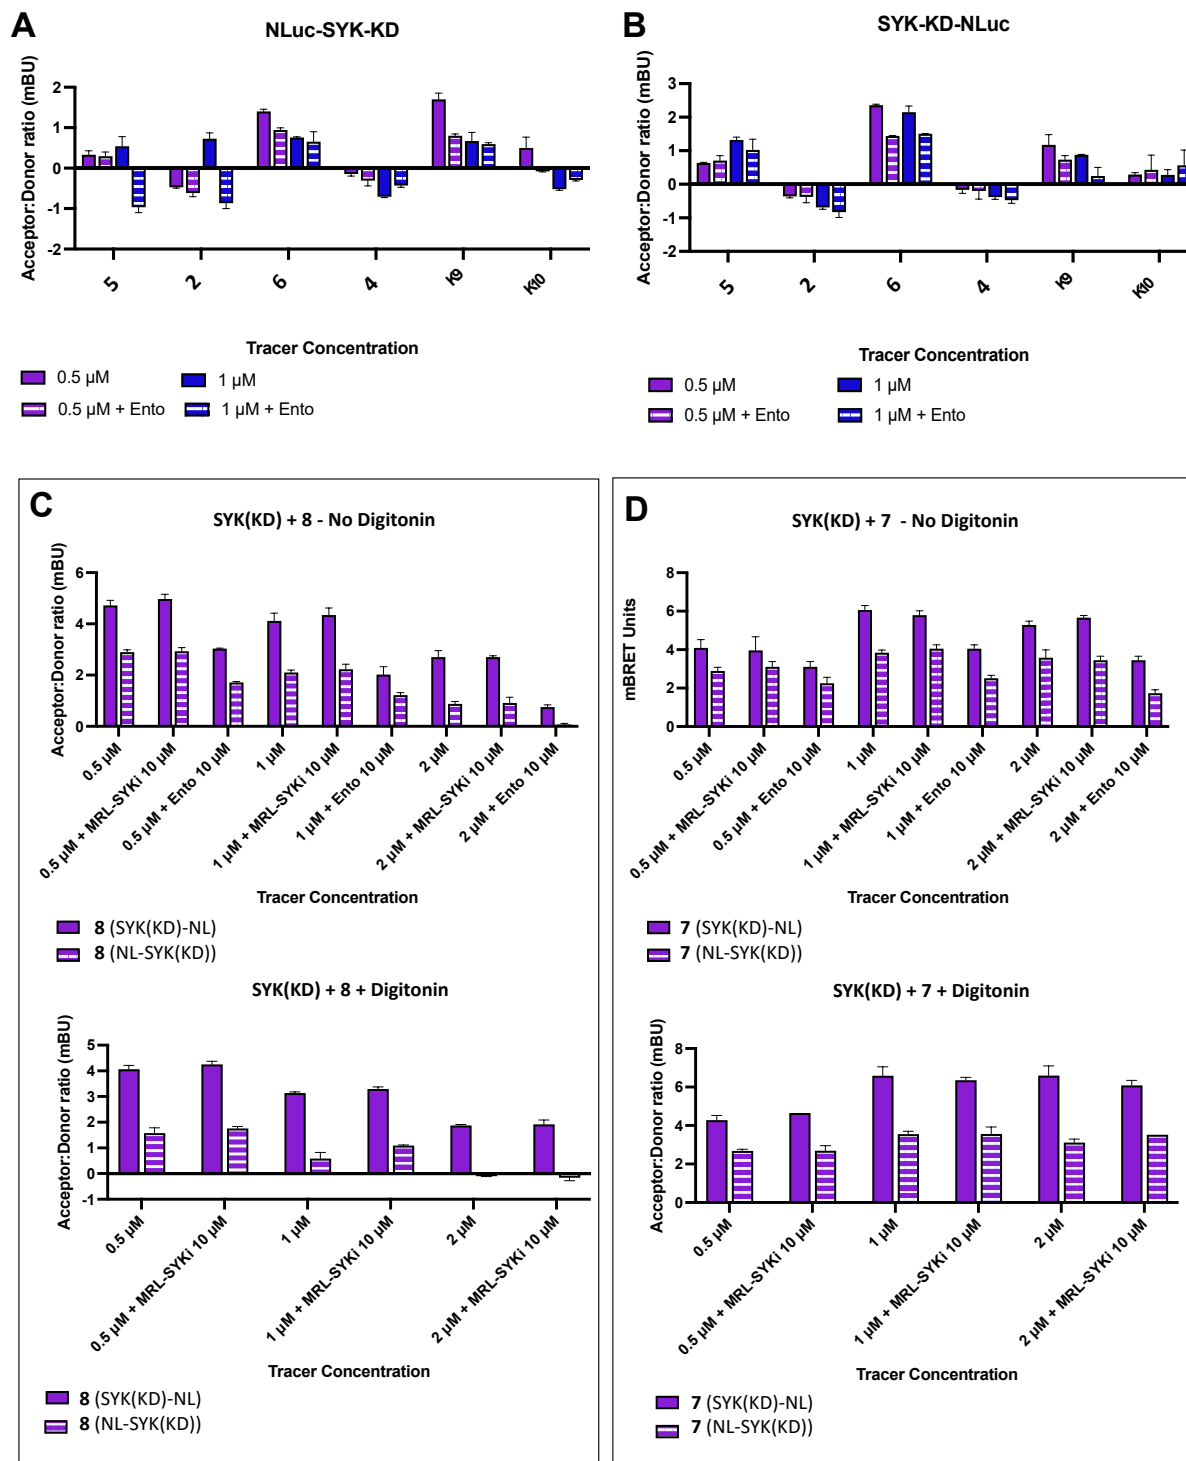 A
NLuc-SYK-KD
Acceptor:Donor ratio (mBU)
2
1
0
-1
-2
5
2
6
4
K9
K10
Tracer Concentration
0.5 µM
1 µM
0.5 µM + Ento
1 µM + Ento
B
SYK-KD-NLuc
Acceptor:Donor ratio (mBU)
3
2
1
0
-1
-2
5
2
6
4
K9
K10
Tracer Concentration
0.5 µM
1 µM
0.5 µM + Ento
1 µM + Ento
C
SYK(KD) + 8 - No Digitonin
Acceptor:Donor ratio (mBU)
6
4
2
0
0.5 µM
0.5 µM + MRL-SYKi 10 µM
0.5 µM + Ento 10 µM
1 µM
1 µM + MRL-SYKi 10 µM
1 µM + Ento 10 µM
2 µM
2 µM + MRL-SYKi 10 µM
2 µM + Ento 10 µM
Tracer Concentration
8 (SYK(KD)-NL)
8 (NL-SYK(KD))
SYK(KD) + 8 + Digitonin
Acceptor:Donor ratio (mBU)
5
4
3
2
1
0
-1
0.5 µM
0.5 µM + MRL-SYKi 10 µM
1 µM
1 µM + MRL-SYKi 10 µM
2 µM
2 µM + MRL-SYKi 10 µM
Tracer Concentration
8 (SYK(KD)-NL)
8 (NL-SYK(KD))
D
SYK(KD) + 7 - No Digitonin
mBRET Units
8
6
4
2
0
0.5 µM
0.5 µM + MRL-SYKi 10 µM
0.5 µM + Ento 10 µM
1 µM
1 µM + MRL-SYKi 10 µM
1 µM + Ento 10 µM
2 µM
2 µM + MRL-SYKi 10 µM
2 µM + Ento 10 µM
Tracer Concentration
7 (SYK(KD)-NL)
7 (NL-SYK(KD))
SYK(KD) + 7 + Digitonin
Acceptor:Donor ratio (mBU)
8
6
4
2
0
0.5 µM
0.5 µM + MRL-SYKi 10 µM
1 µM
1 µM + MRL-SYKi 10 µM
2 µM
2 µM + MRL-SYKi 10 µM
Tracer Concentration
7 (SYK(KD)-NL)
7 (NL-SYK(KD))